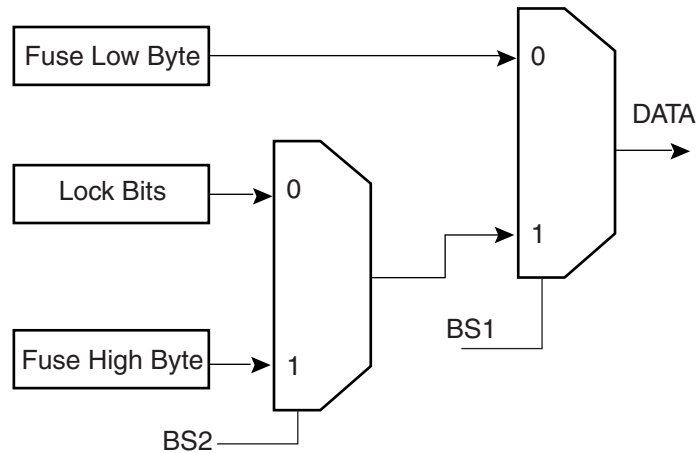 Fuse Low Byte
0
DATA
Lock Bits
0
1
BS1
Fuse High Byte
1
BS2